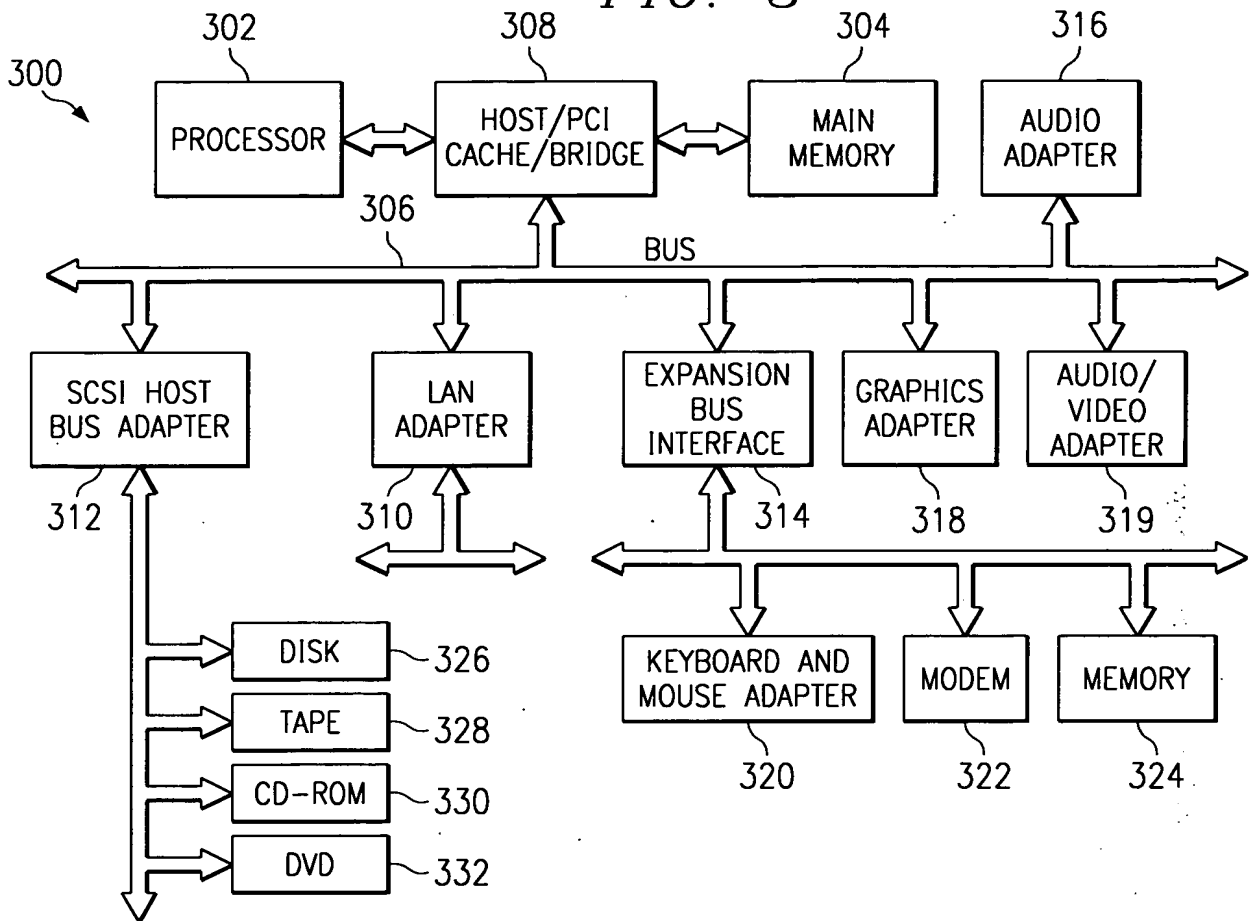 FIG. 3
302
308
304
316
300
PROCESSOR
HOST/PCI
CACHE/BRIDGE
MAIN
MEMORY
AUDIO
ADAPTER
306
BUS
SCSI HOST
BUS ADAPTER
LAN
ADAPTER
EXPANSION
BUS
INTERFACE
GRAPHICS
ADAPTER
AUDIO/
VIDEO
ADAPTER
312
310
314
318
319
DISK
326
TAPE
328
CD-ROM
330
DVD
332
KEYBOARD AND
MOUSE ADAPTER
MODEM
MEMORY
320
322
324